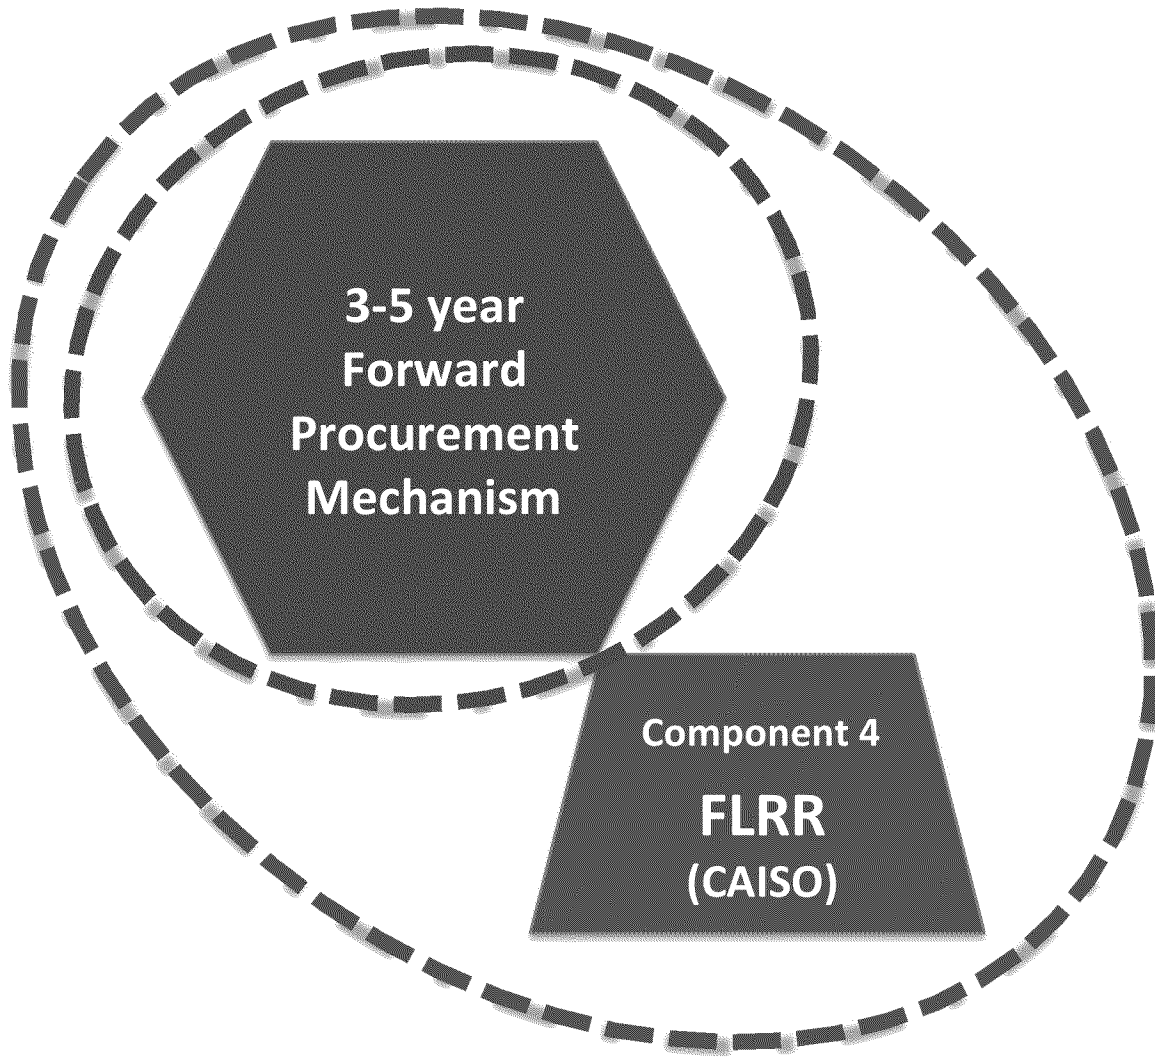 3-5 year
Forward
Procurement
Mechanism
Component 4
FLRR
(CAISO)